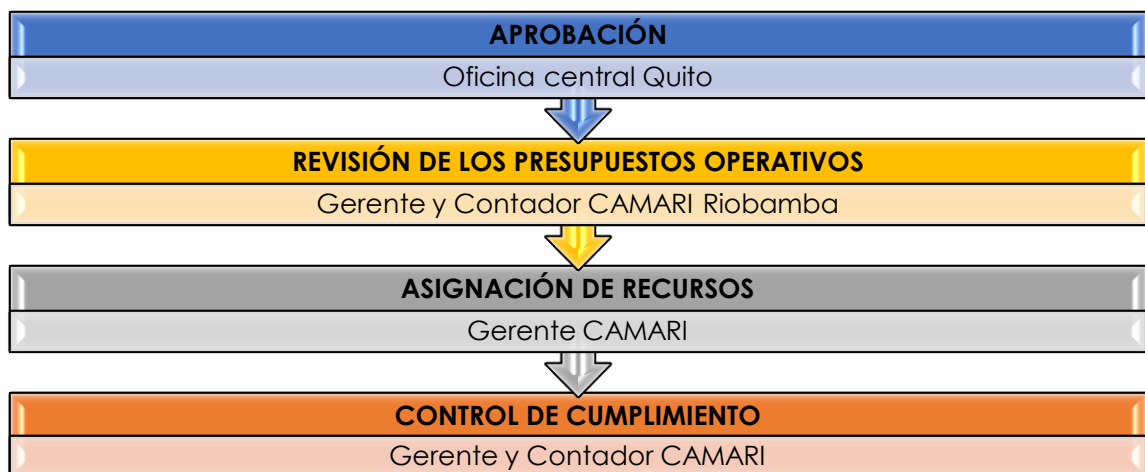 APROBACIÓN
Oficina central Quito
REVISIÓN DE LOS PRESUPUESTOS OPERATIVOS
Gerente y Contador CAMARI Riobamba
ASIGNACIÓN DE RECURSOS
Gerente CAMARI
CONTROL DE CUMPLIMIENTO
Gerente y Contador CAMARI